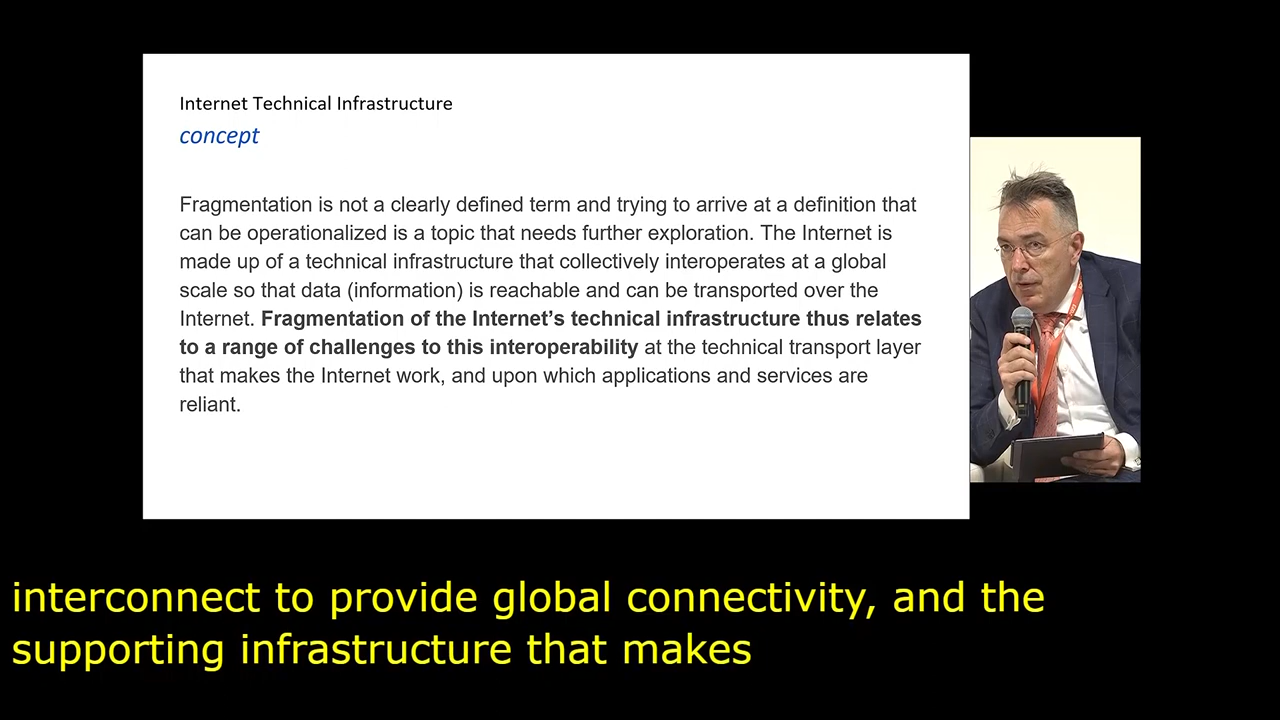 Internet Technical Infrastructure
concept
Fragmentation is not a clearly defined term and trying to arrive at a definition that
can be operationalized is a topic that needs further exploration. The Internet is
made up of a technical infrastructure that collectively interoperates at a global
scale so that data (information) is reachable and can be transported over the
Internet. Fragmentation of the Internet’s technical infrastructure thus relates
to a range of challenges to this interoperability at the technical transport layer
that makes the Internet work, and upon which applications and services are
reliant.
interconnect to provide global connectivity, and the
supporting infrastructure that makes